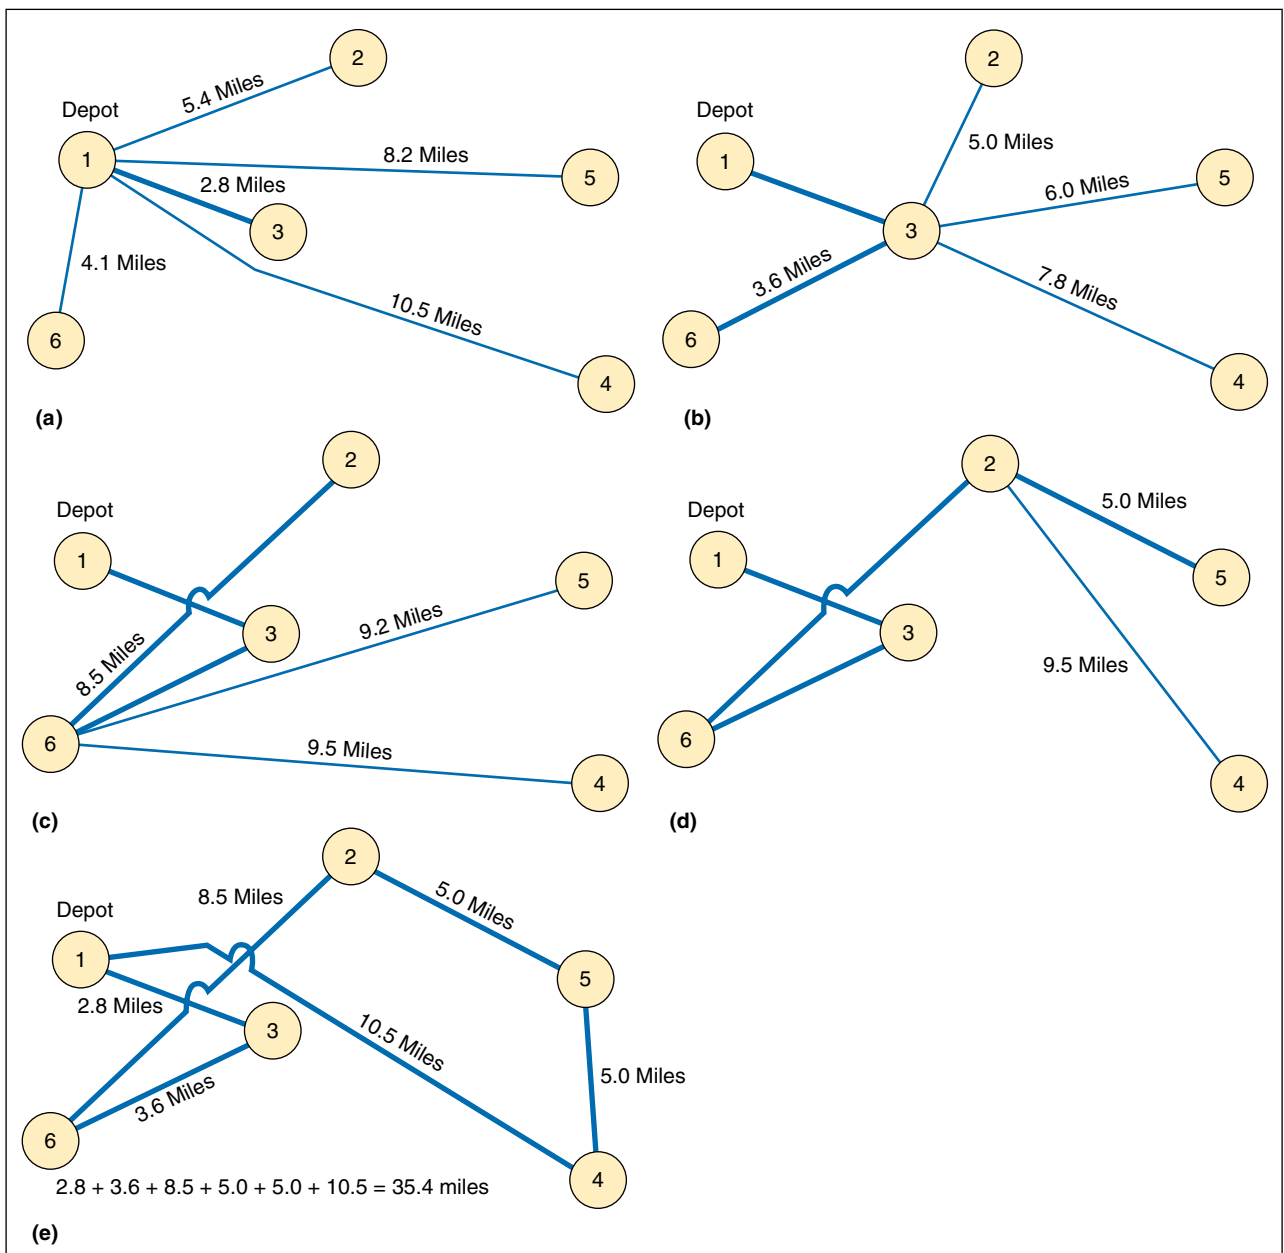 2
5.4 Miles
Depot
1
8.2 Miles
5
2.8 Miles
3
4.1 Miles
10.5 Miles
6
4
(a)
2
Depot
1
5.0 Miles
6.0 Miles
5
3
3.6 Miles
7.8 Miles
6
4
(b)
2
Depot
1
5
3
9.2 Miles
8.5 Miles
6
9.5 Miles
4
(c)
2
5.0 Miles
Depot
1
5
3
9.5 Miles
6
4
(d)
2
8.5 Miles
5.0 Miles
Depot
1
5
2.8 Miles
3
10.5 Miles
5.0 Miles
3.6 Miles
6
4
2.8 + 3.6 + 8.5 + 5.0 + 5.0 + 10.5 = 35.4 miles
(e)